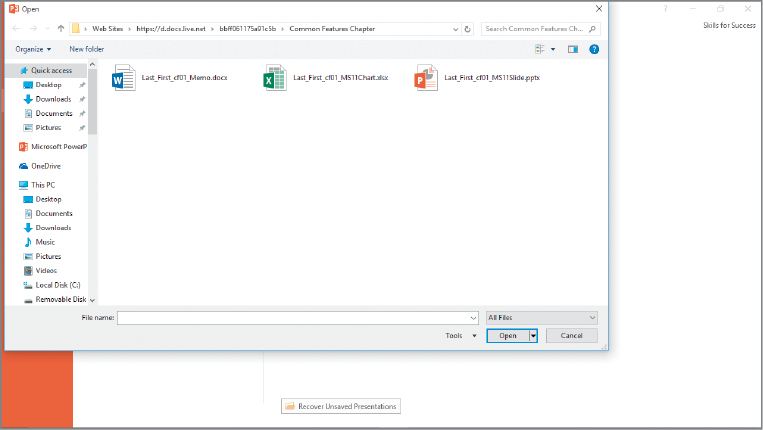 Open
Web Sites › https://d.docs.live.net › bbff061175a91c5b › Common Features Chapter
Search Common Features Ch...
Skills for Success
Organize
New folder
Quick access
Desktop
Downloads
Documents
Pictures
Microsoft PowerP
OneDrive
This PC
Desktop
Documents
Downloads
Music
Pictures
Videos
Local Disk (C:)
Removable Disk
Last_First_cf01_Memo.docx
Last_First_cf01_MS11Chart.xlsx
Last_First_cf01_MS11Slide.pptx
File name:
All Files
Tools
Open
Cancel
Recover Unsaved Presentations